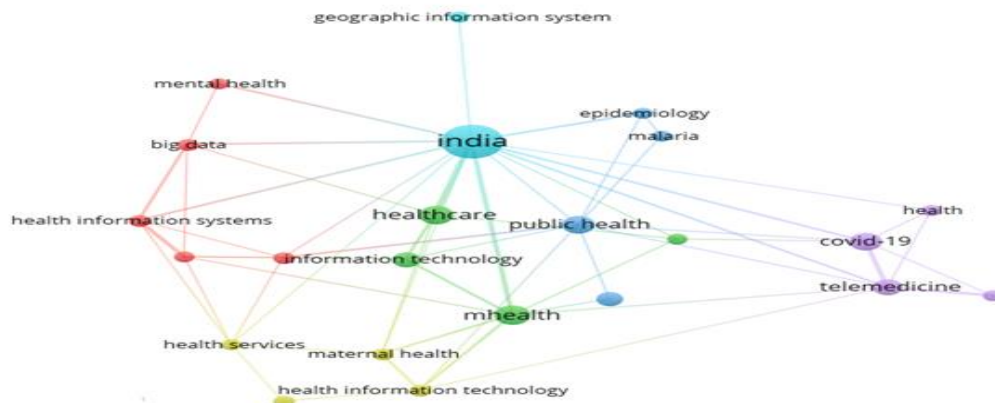 geographic information system
mental health
epidemiology
malaria
india
big data
health
health information systems
healthcare
public health
covid-19
information technology
telemedicine
mhealth
health services
maternal health
health information technology